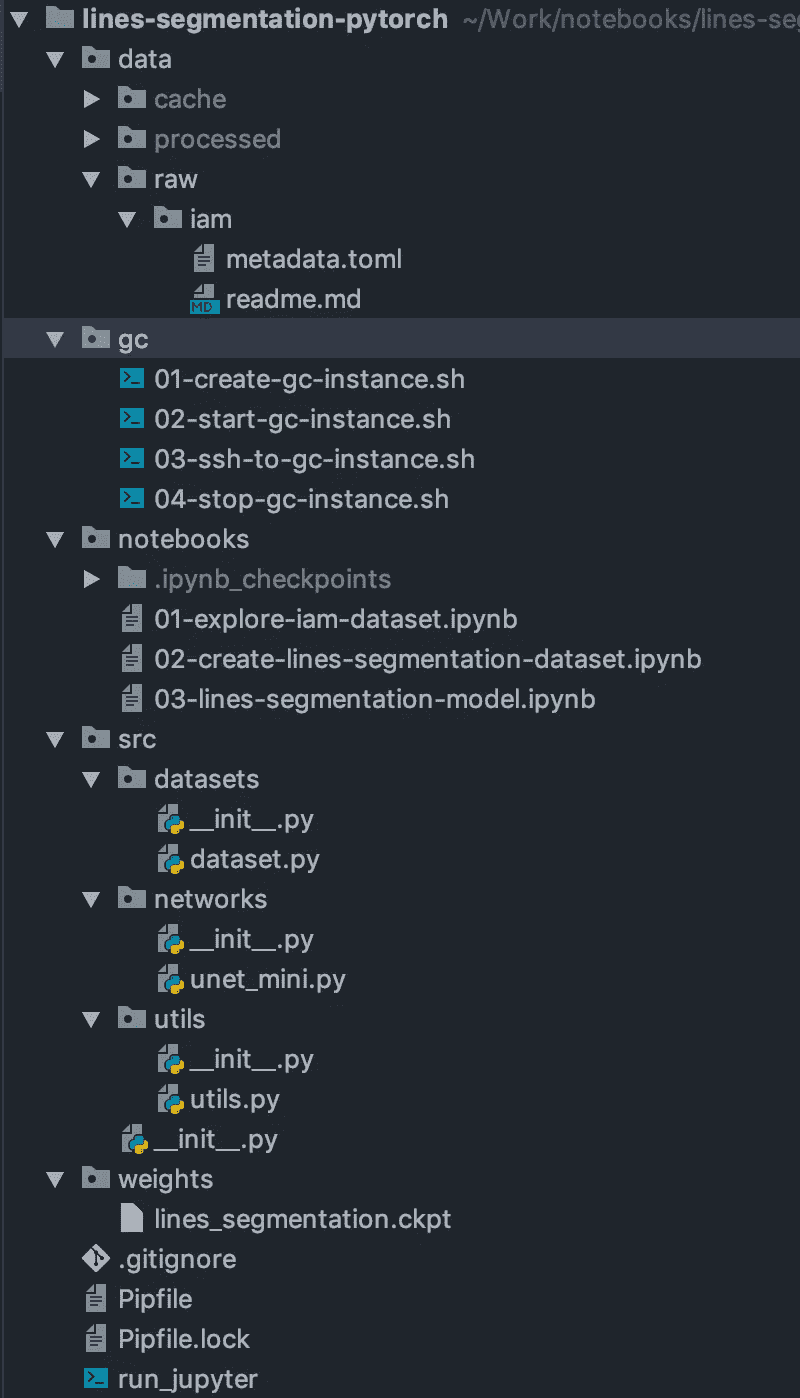 lines-segmentation-pytorch ~/Work/notebooks/lines-seg
data
cache
processed
raw
iam
metadata.toml
MD readme.md
gc
01-create-gc-instance.sh
02-start-gc-instance.sh
03-ssh-to-gc-instance.sh
04-stop-gc-instance.sh
notebooks
.ipynb_checkpoints
01-explore-iam-dataset.ipynb
02-create-lines-segmentation-dataset.ipynb
03-lines-segmentation-model.ipynb
src
datasets
__init__.py
dataset.py
networks
__init__.py
unet_mini.py
utils
__init__.py
utils.py
__init__.py
weights
lines_segmentation.ckpt
.gitignore
Pipfile
Pipfile.lock
run_jupyter